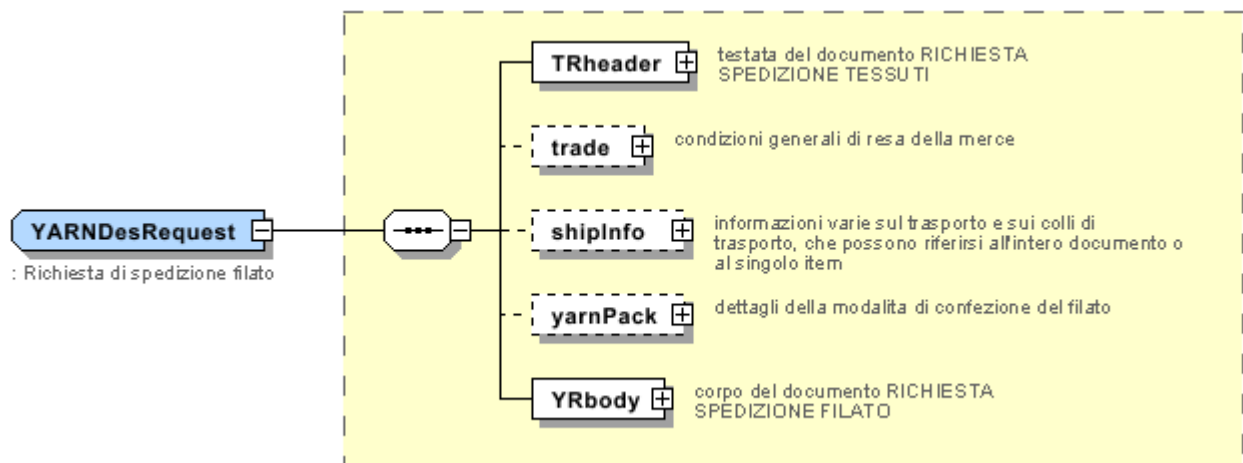 TRheader
testata del documento RICHIESTA
SPEDIZIONE TESSUTI
trade
condizioni generali di resa della merce
YARNDesRequest
: Richiesta di spedizione filato
shipInfo
informazioni varie sul trasporto e sui colli di
trasporto, che possono riferirsi all'intero documento o
al singolo item
yarnPack
dettagli della modalita di confezione del filato
YRbody
corpo del documento RICHIESTA
SPEDIZIONE FILATO